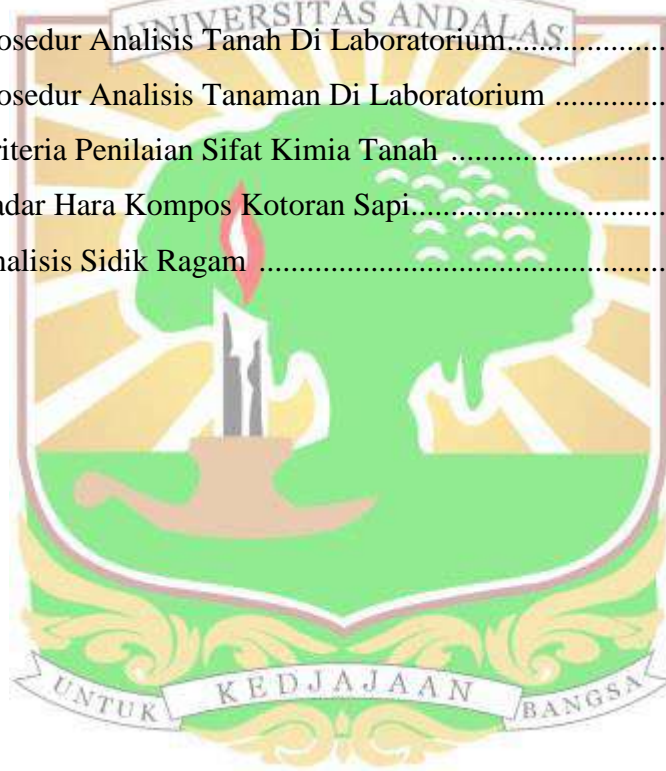 UNIVERSITAS ANDALAS
osedur Analisis Tanah Di Laboratorium....................
osedur Analisis Tanaman Di Laboratorium ..............
riteria Penilaian Sifat Kimia Tanah ..........................
adar Hara Kompos Kotoran Sapi................................
nalisis Sidik Ragam ..................................................
UNTUK KEDJAJAAN BANGSA